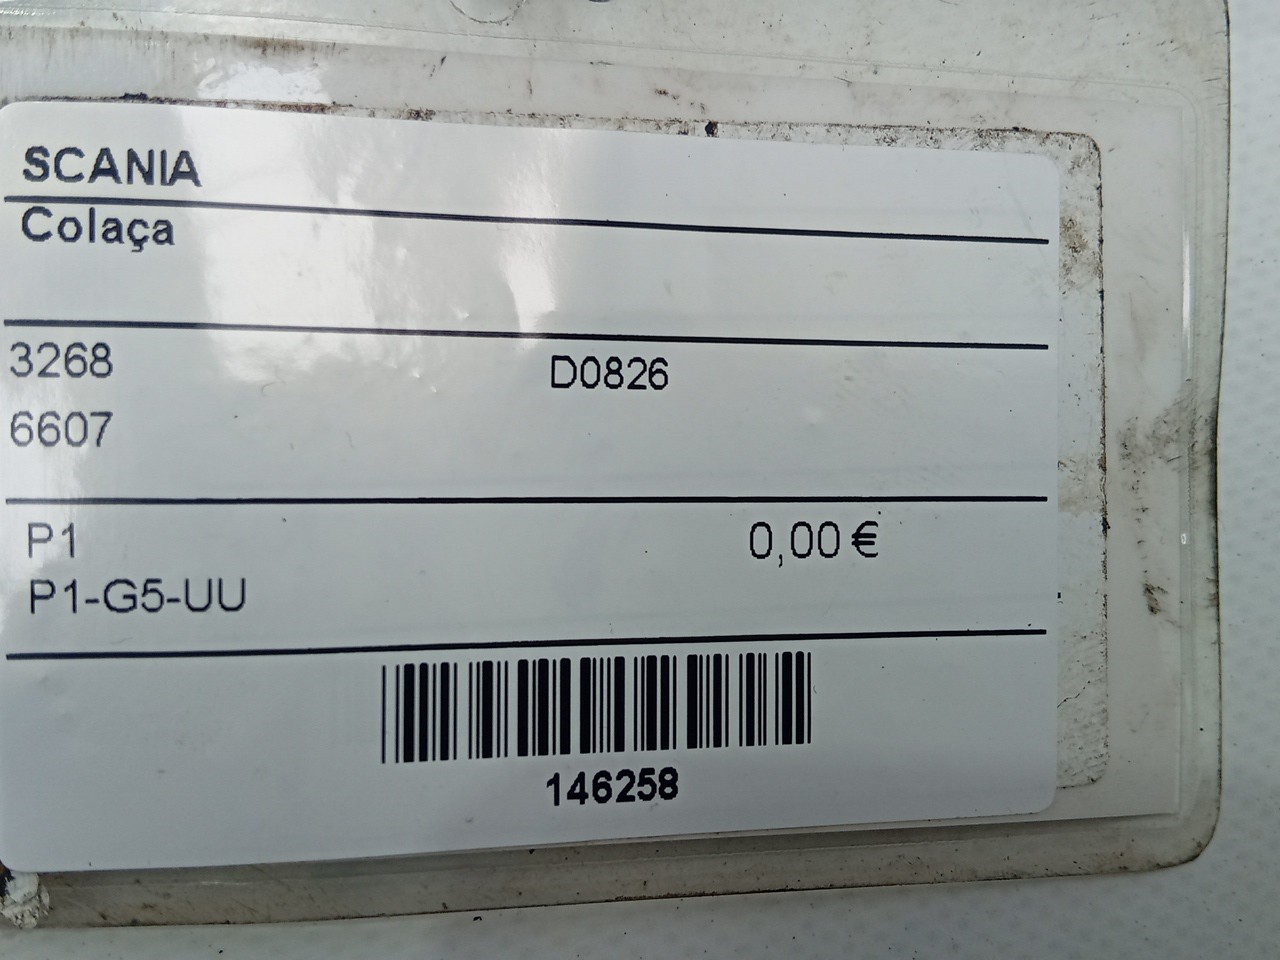 SCANIA
Colaça
3268 D0826
6607
P1 0,00 €
P1-G5-UU
146258